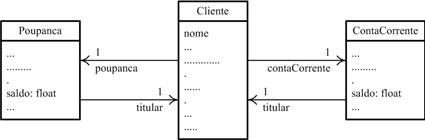 Cliente
nome
...
.............
.
......
.
...
.....
Poupanca
...
.........
.
saldo: float
...
ContaCorrente
...
.........
.
saldo: float
...
1
poupanca
1
titular
1
contaCorrente
1
titular